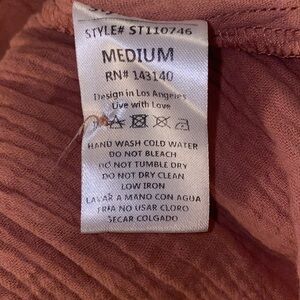 STYLE# ST110746
MEDIUM
RN# 143140
Design in Los Angeles
Live with Love
HAND WASH COLD WATER
DO NOT BLEACH
DO NOT TUMBLE DRY
DO NOT DRY CLEAN
LOW IRON
LAVAR A MANO CON AGUA
FRIA NO USAR CLORO
SECAR COLGADO